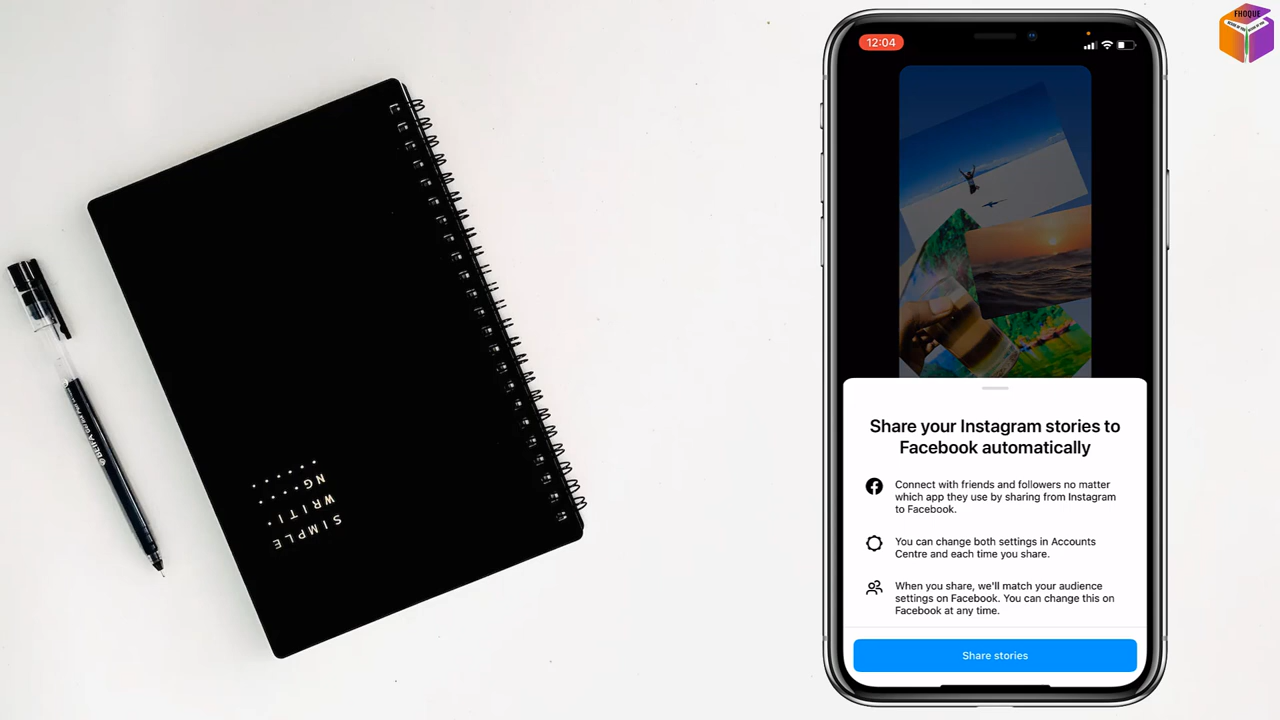 12:04
FHOQUE
Share your Instagram stories to
Facebook automatically
Connect with friends and followers no matter
which app they use by sharing from Instagram
to Facebook.
You can change both settings in Accounts
Centre and each time you share.
When you share, we'll match your audience
settings on Facebook. You can change this on
Facebook at any time.
Share stories
SIMPLE
WRITI
NG